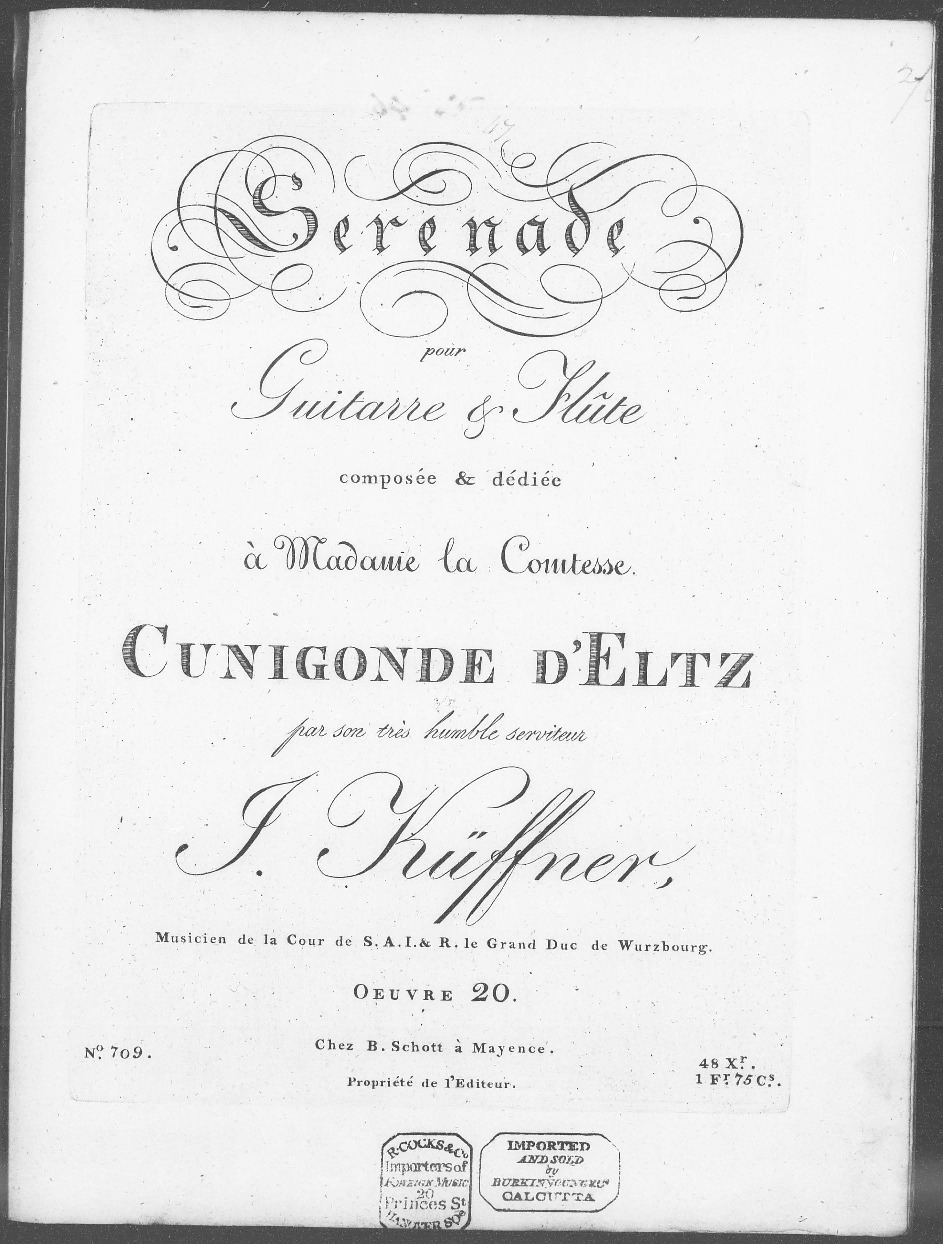 Serenade
pour
Guitarre & Flûte
composée & dédiée
à Madame la Comtesse.
CUNIGONDE D'ELTZ
par son très humble serviteur
J. Küffner,
Musicien de la Cour de S. A. I. & R. le Grand Duc de Wurzbourg.
OEUVRE 20.
Nº. 709.
Chez B. Schott à Mayence.
Propriété de l'Editeur.
48 Xr.
1 Fr. 75 Cs.
R. COCKS & Co
Importers of
FOREIGN MUSIC
20
Princes St
HANOVER SQe
IMPORTED
AND SOLD
by
CALCUTTA